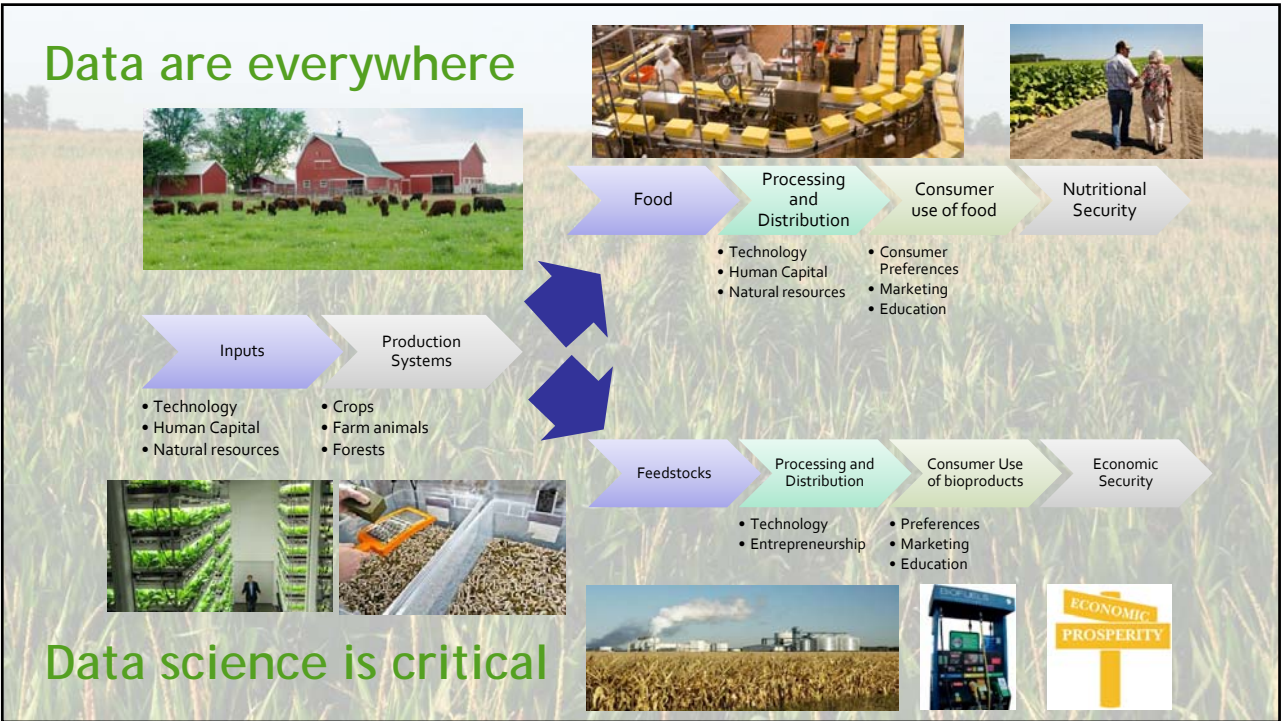 Data are everywhere
Food
Processing
and
Distribution
Consumer
use of food
Nutritional
Security
• Technology
• Human Capital
• Natural resources
• Consumer
Preferences
• Marketing
• Education
Inputs
Production
Systems
• Technology
• Human Capital
• Natural resources
• Crops
• Farm animals
• Forests
Feedstocks
Processing and
Distribution
Consumer Use
of bioproducts
Economic
Security
• Technology
• Entrepreneurship
• Preferences
• Marketing
• Education
BIOFUELS
ECONOMIC
PROSPERITY
Data science is critical